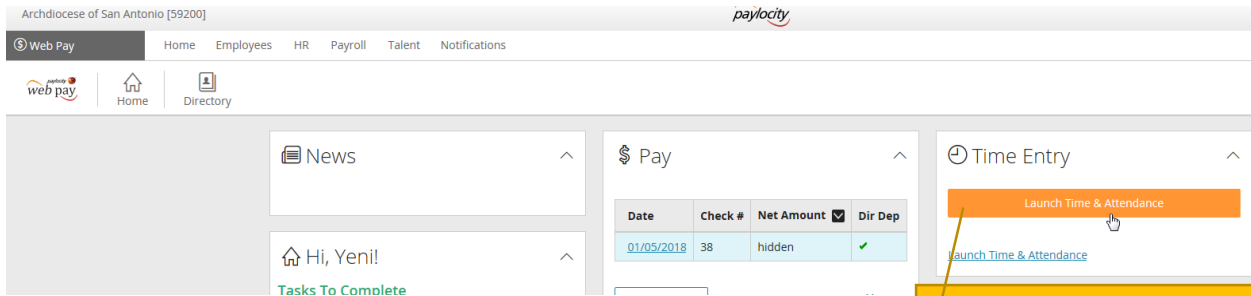 Archdiocese of San Antonio [59200]
paylocity
Web Pay Home Employees HR Payroll Talent Notifications
paylocity
web pay
Home Directory
News
Pay
Time Entry
Launch Time & Attendance
Date Check # Net Amount Dir Dep
01/05/2018 38 hidden
Launch Time & Attendance
Hi, Yeni!
Tasks To Complete